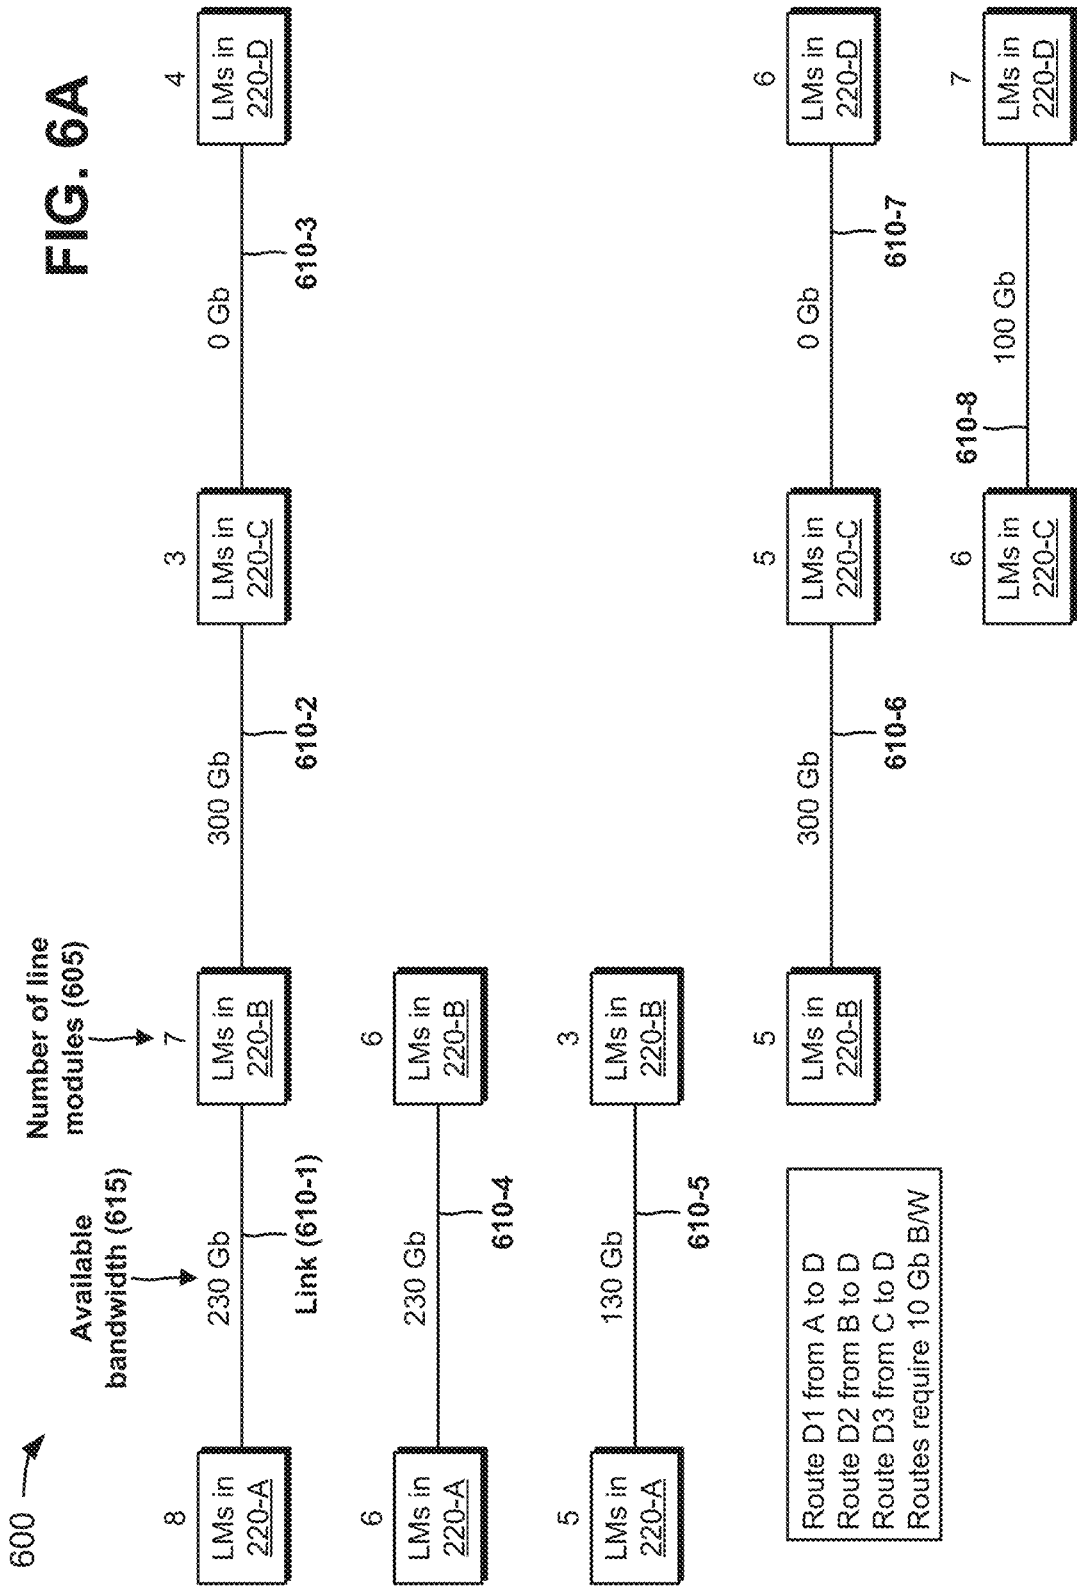 FIG. 6A
600
Available
bandwidth (615)
Number of line
modules (605)
8
LMs in
220-A
230 Gb
Link (610-1)
7
LMs in
220-B
300 Gb
610-2
3
LMs in
220-C
0 Gb
610-3
4
LMs in
220-D
6
LMs in
220-A
230 Gb
610-4
6
LMs in
220-B
5
LMs in
220-A
130 Gb
610-5
3
LMs in
220-B
5
LMs in
220-B
300 Gb
610-6
5
LMs in
220-C
0 Gb
610-7
6
LMs in
220-D
6
LMs in
220-C
610-8
100 Gb
7
LMs in
220-D
Route D1 from A to D
Route D2 from B to D
Route D3 from C to D
Routes require 10 Gb B/W